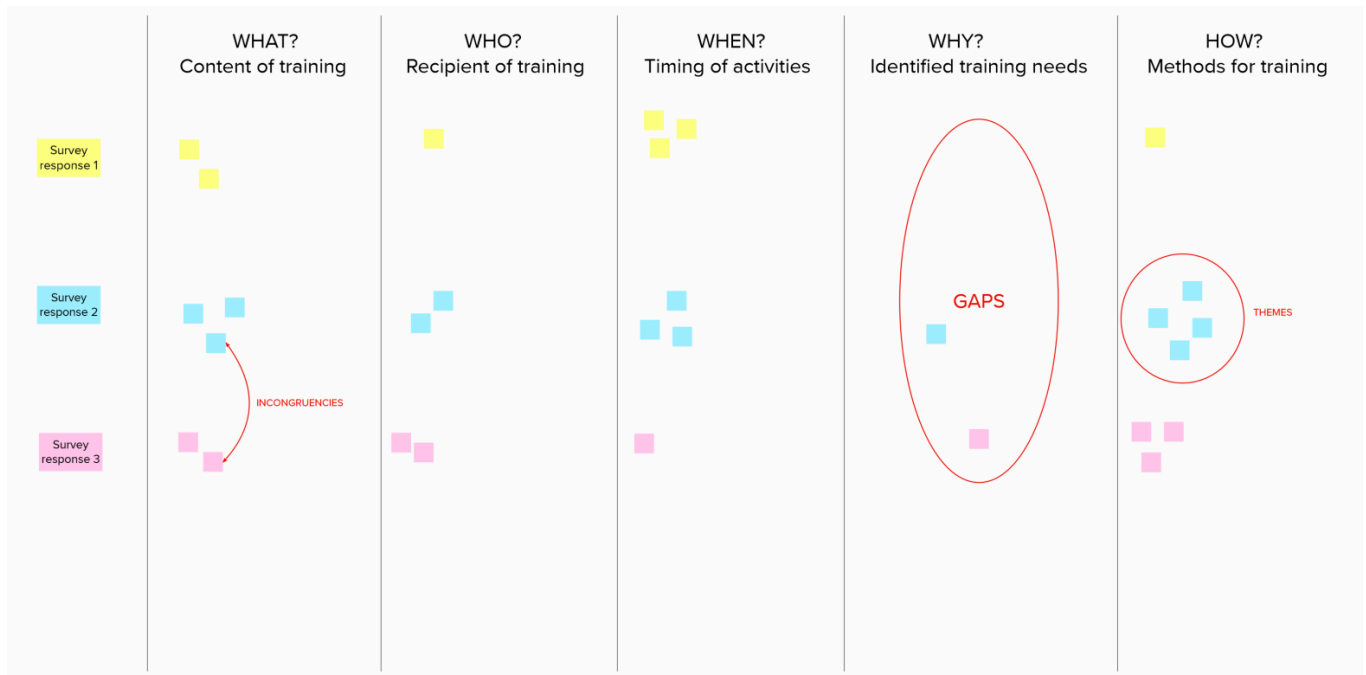 WHAT?
Content of training
WHO?
Recipient of training
WHEN?
Timing of activities
WHY?
Identified training needs
HOW?
Methods for training
Survey
response 1
Survey
response 2
GAPS
THEMES
INCONGRUENCIES
Survey
response 3